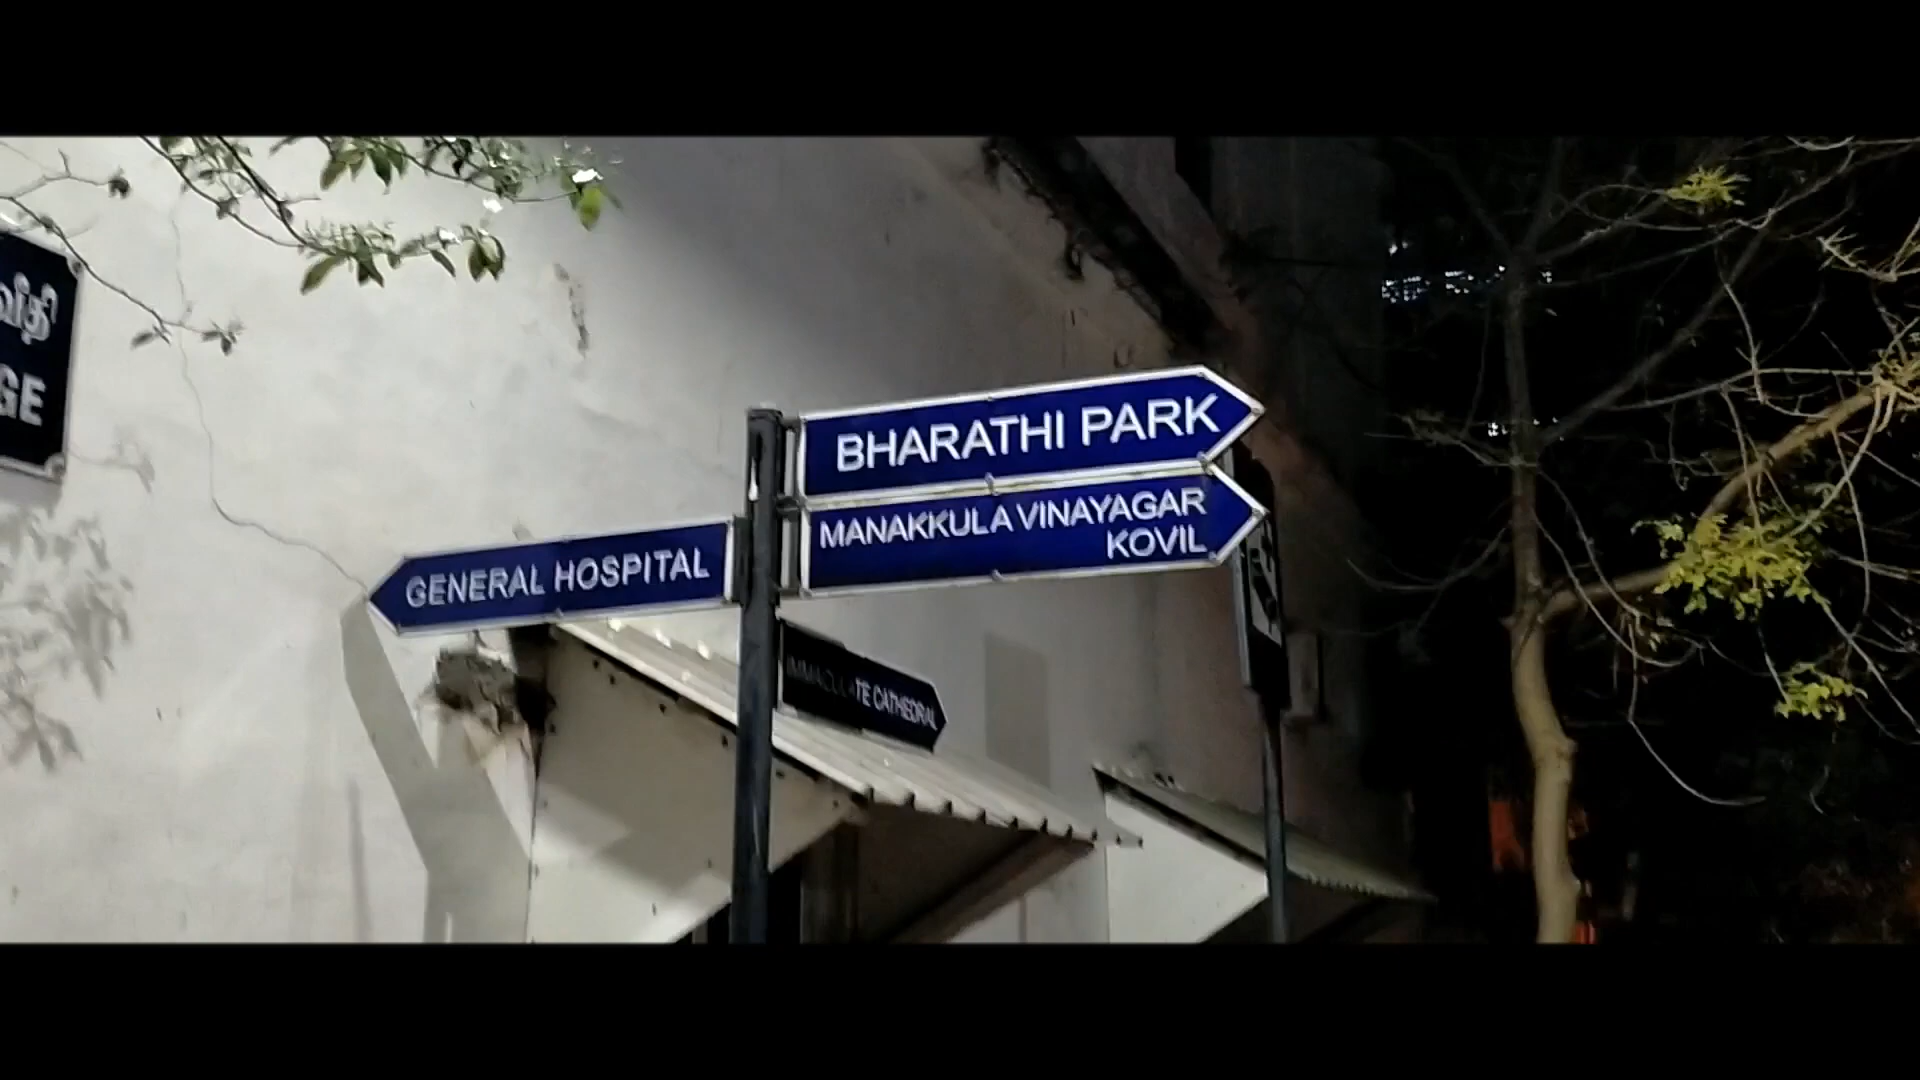 வீதி
GE
BHARATHI PARK
MANAKKULA VINAYAGAR
KOVIL
GENERAL HOSPITAL
IMMACULATE CATHEDRAL